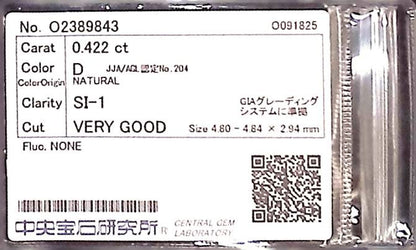 No. O2389843 O091825
Carat 0.422 ct
Color D JJA/AGL認定No.204
ColorOrigin NATURAL
Clarity SI-1 GIAグレーディング
システムに準拠
Cut VERY GOOD Size 4.80 - 4.84 × 2.94 mm
Fluo. NONE
中央宝石研究所® CENTRAL GEM
LABORATORY